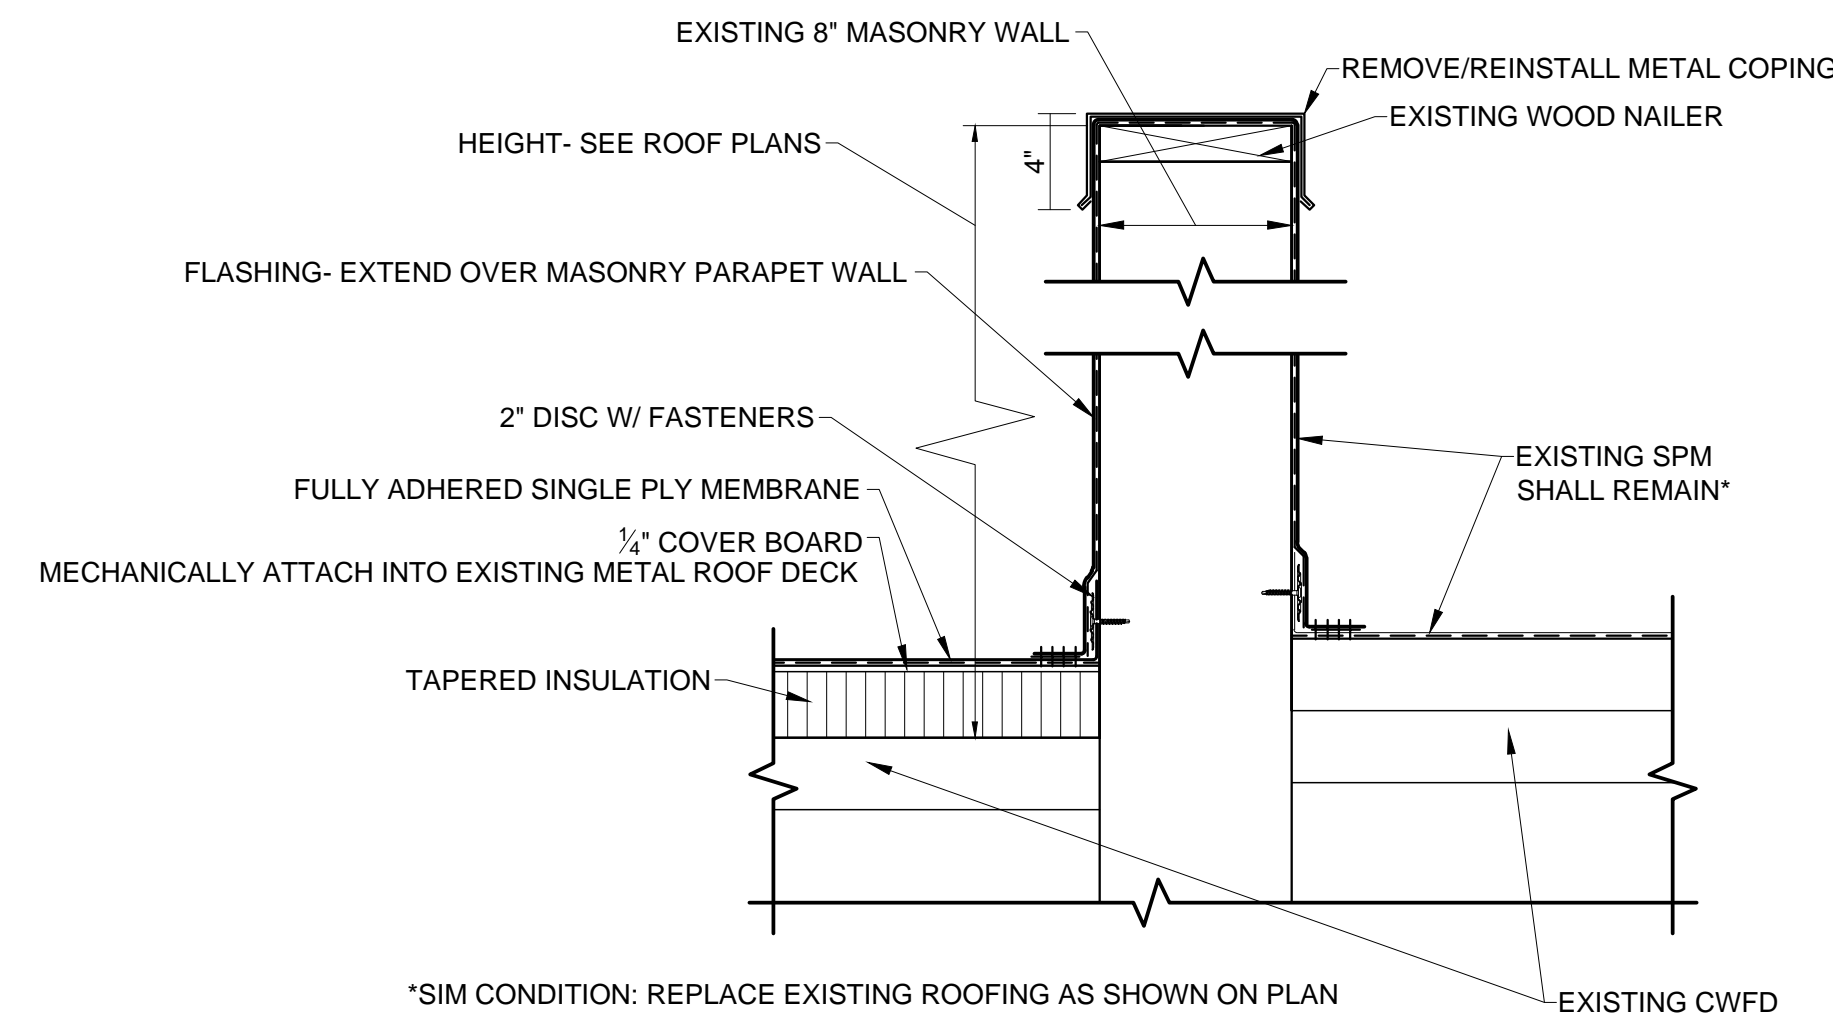 EXISTING 8" MASONRY WALL
REMOVE/REINSTALL METAL COPING
EXISTING WOOD NAILER
HEIGHT- SEE ROOF PLANS
4"
FLASHING- EXTEND OVER MASONRY PARAPET WALL
2" DISC W/ FASTENERS
EXISTING SPM
SHALL REMAIN*
FULLY ADHERED SINGLE PLY MEMBRANE
¼" COVER BOARD
MECHANICALLY ATTACH INTO EXISTING METAL ROOF DECK
TAPERED INSULATION
*SIM CONDITION: REPLACE EXISTING ROOFING AS SHOWN ON PLAN
EXISTING CWFD